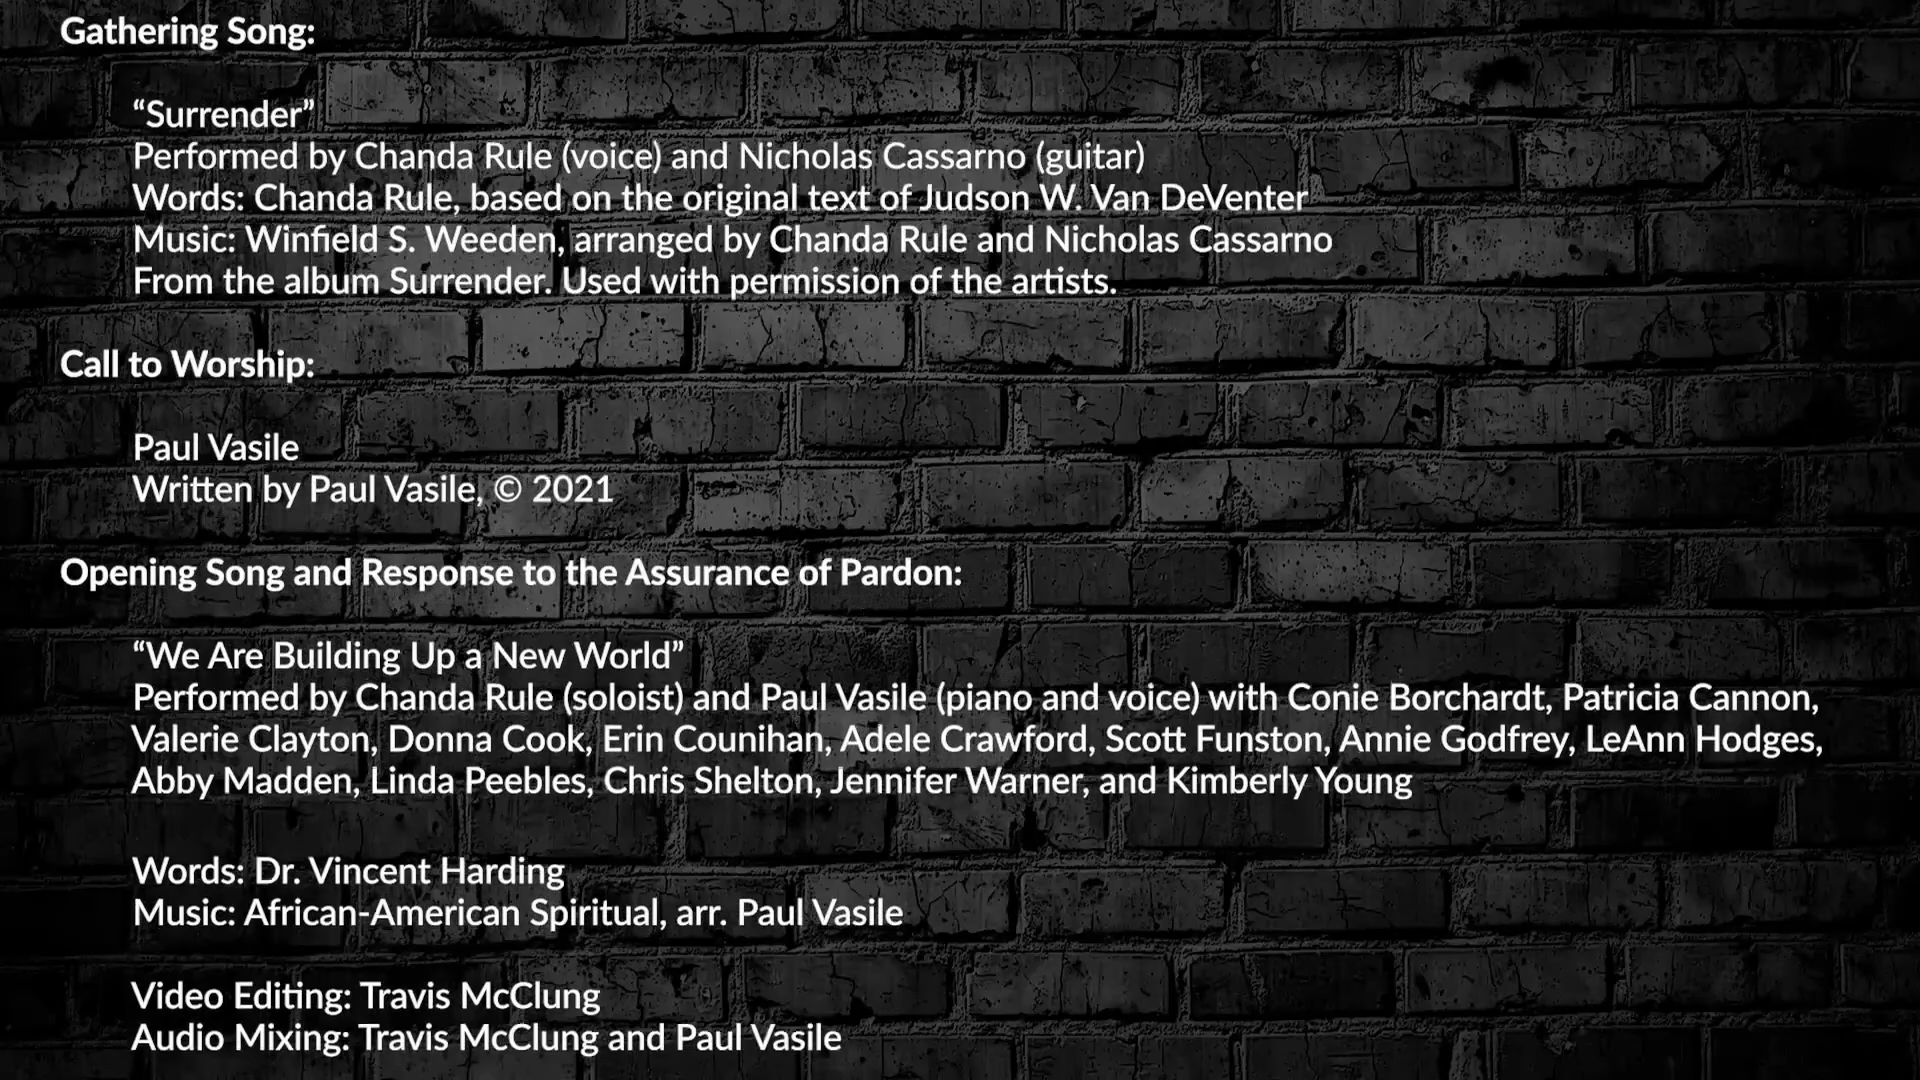 Gathering Song:
“Surrender”
Performed by Chanda Rule (voice) and Nicholas Cassarno (guitar)
Words: Chanda Rule, based on the original text of Judson W. Van DeVenter
Music: Winfield S. Weeden, arranged by Chanda Rule and Nicholas Cassarno
From the album Surrender. Used with permission of the artists.
Call to Worship:
Paul Vasile
Written by Paul Vasile, © 2021
Opening Song and Response to the Assurance of Pardon:
“We Are Building Up a New World”
Performed by Chanda Rule (soloist) and Paul Vasile (piano and voice) with Conie Borchardt, Patricia Cannon,
Valerie Clayton, Donna Cook, Erin Counihan, Adele Crawford, Scott Funston, Annie Godfrey, LeAnn Hodges,
Abby Madden, Linda Peebles, Chris Shelton, Jennifer Warner, and Kimberly Young
Words: Dr. Vincent Harding
Music: African-American Spiritual, arr. Paul Vasile
Video Editing: Travis McClung
Audio Mixing: Travis McClung and Paul Vasile